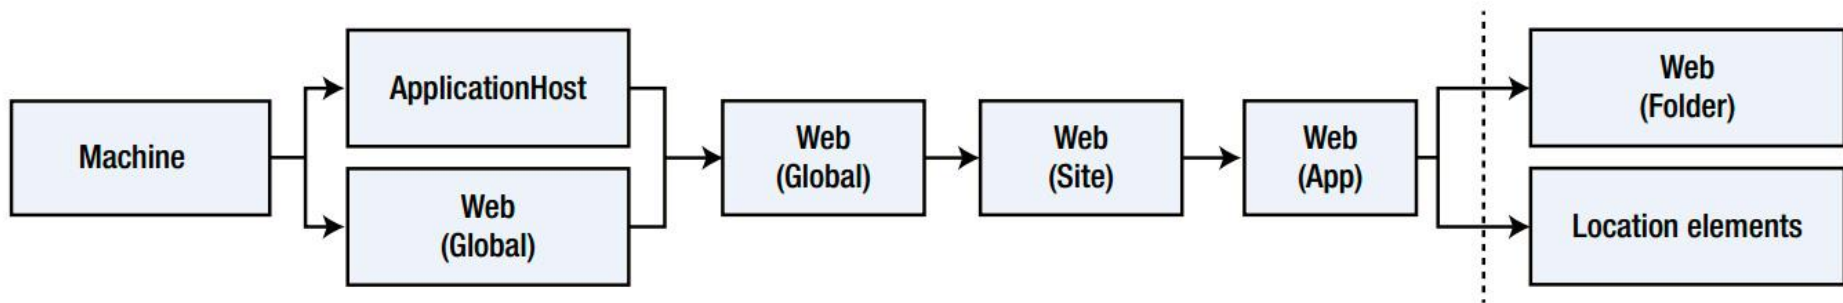 Machine
ApplicationHost
Web
(Global)
Web
(Global)
Web
(Site)
Web
(App)
Web
(Folder)
Location elements